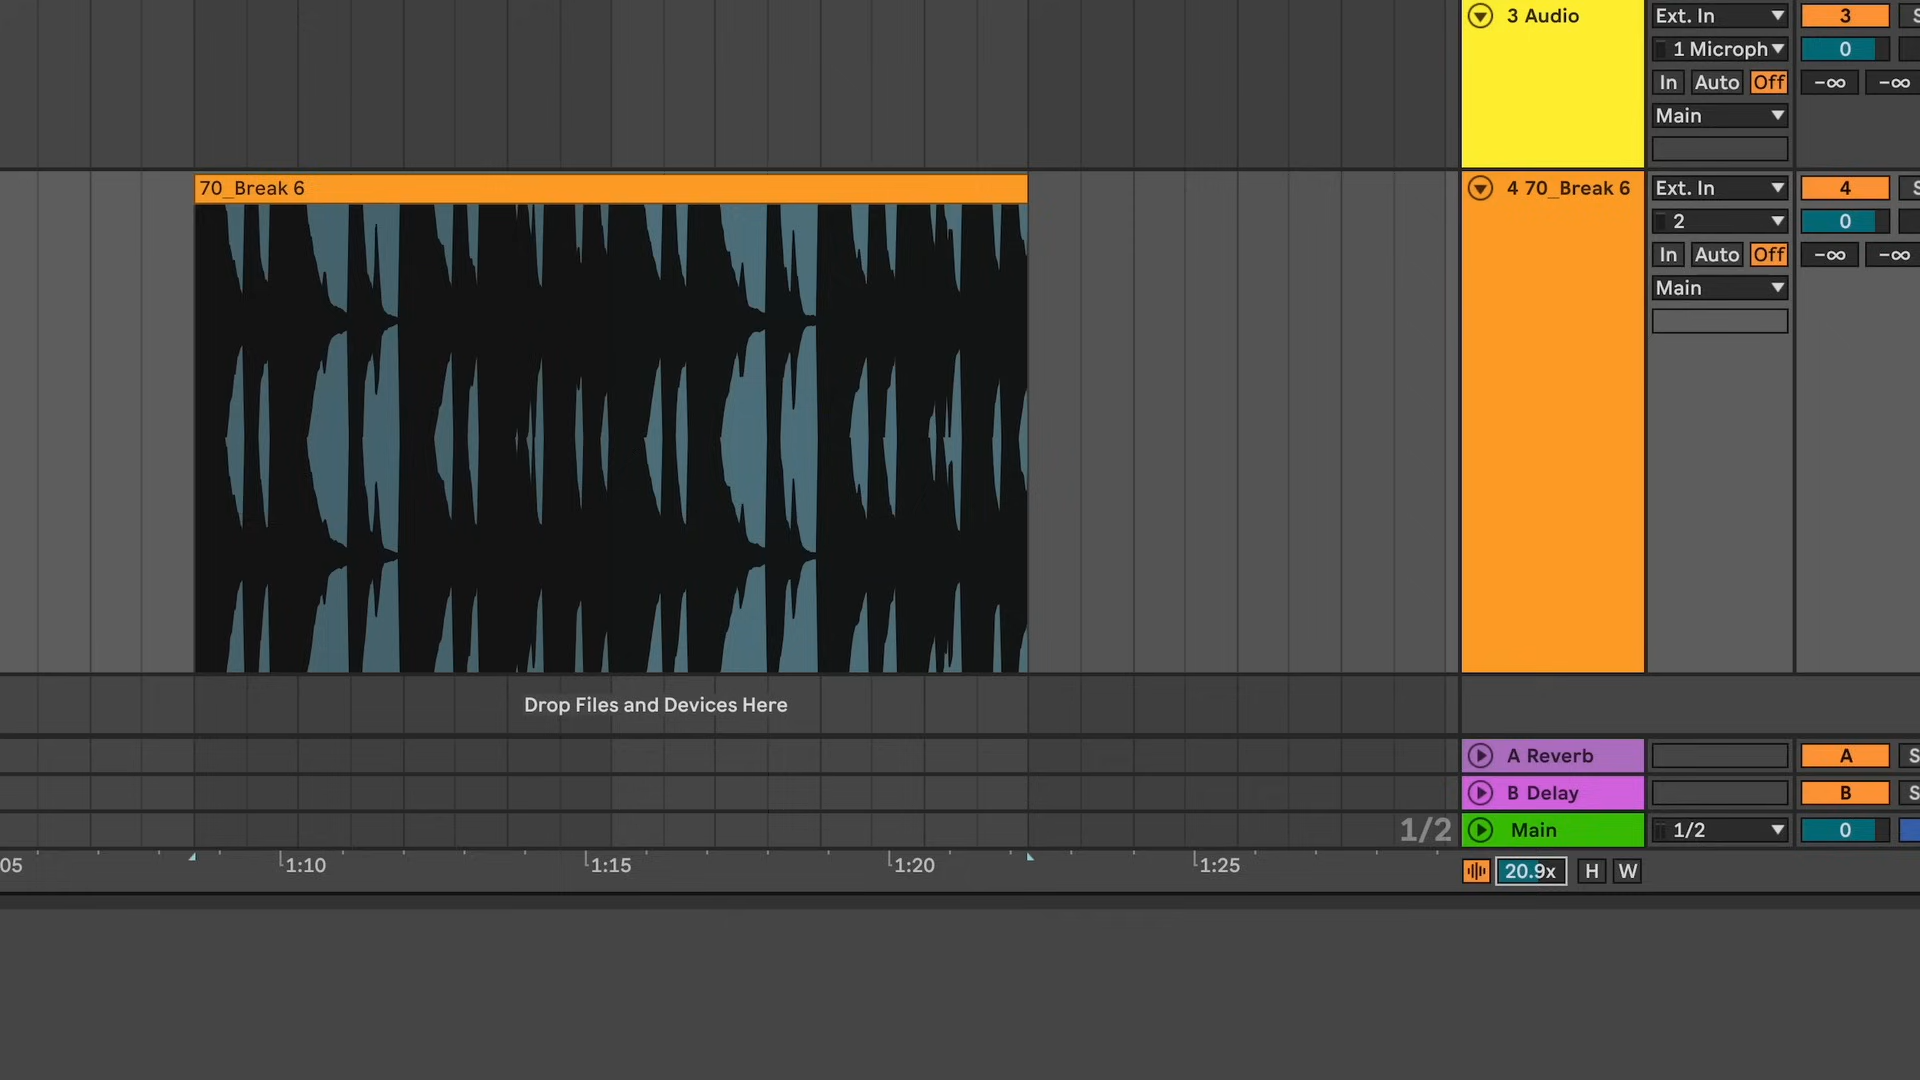 3 Audio
Ext. In
3
S
1 Microph
0
In Auto Off
-∞ -∞
Main
70_Break 6
4 70_Break 6
Ext. In
4
S
2
0
In Auto Off
-∞ -∞
Main
Drop Files and Devices Here
A Reverb
A
S
B Delay
B
S
1/2
Main
1/2
0
05
1:10
1:15
1:20
1:25
20.9x
H
W